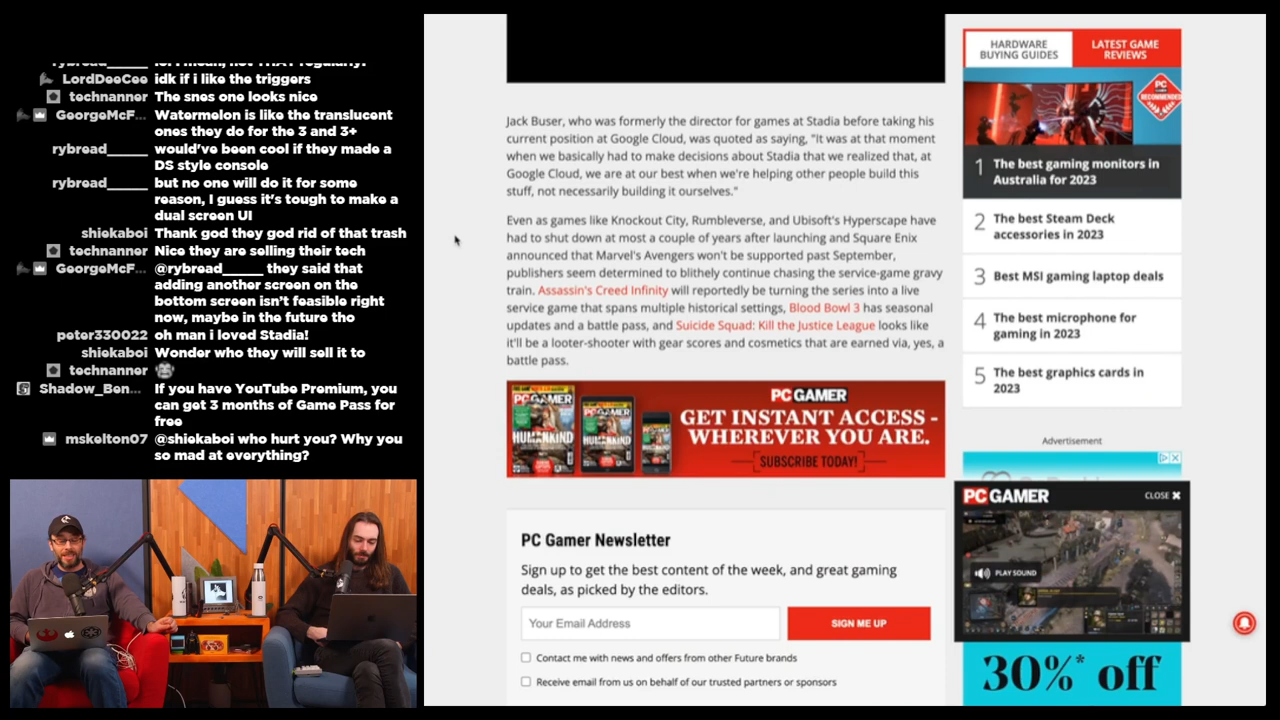 LordDeeCee idk if i like the triggers
technanner The snes one looks nice
GeorgeMcF... Watermelon is like the translucent
ones they do for the 3 and 3+
rybread_____ would've been cool if they made a
DS style console
rybread_____ but no one will do it for some
reason, I guess it's tough to make a
dual screen UI
shiekaboi Thank god they god rid of that trash
technanner Nice they are selling their tech
GeorgeMcF... @rybread_____ they said that
adding another screen on the
bottom screen isn't feasible right
now, maybe in the future tho
peter330022 oh man i loved Stadia!
shiekaboi Wonder who they will sell it to
technanner
Shadow_Ben... If you have YouTube Premium, you
can get 3 months of Game Pass for
free
mskelton07 @shiekaboi who hurt you? Why you
so mad at everything?
Jack Buser, who was formerly the director for games at Stadia before taking his
current position at Google Cloud, was quoted as saying, "It was at that moment
when we basically had to make decisions about Stadia that we realized that, at
Google Cloud, we are at our best when we're helping other people build this
stuff, not necessarily building it ourselves."
Even as games like Knockout City, Rumbleverse, and Ubisoft's Hyperscape have
had to shut down at most a couple of years after launching and Square Enix
announced that Marvel's Avengers won't be supported past September,
publishers seem determined to blithely continue chasing the service-game gravy
train. Assassin's Creed Infinity will reportedly be turning the series into a live
service game that spans multiple historical settings, Blood Bowl 3 has seasonal
updates and a battle pass, and Suicide Squad: Kill the Justice League looks like
it'll be a looter-shooter with gear scores and cosmetics that are earned via, yes, a
battle pass.
PC GAMER
GET INSTANT ACCESS -
WHEREVER YOU ARE.
SUBSCRIBE TODAY!
PC GAMER
HUMANKIND
PC Gamer Newsletter
Sign up to get the best content of the week, and great gaming
deals, as picked by the editors.
Your Email Address
SIGN ME UP
Contact me with news and offers from other Future brands
Receive email from us on behalf of our trusted partners or sponsors
HARDWARE
BUYING GUIDES
LATEST GAME
REVIEWS
PC GAMER
RECOMMENDED
1 The best gaming monitors in
Australia for 2023
2 The best Steam Deck
accessories in 2023
3 Best MSI gaming laptop deals
4 The best microphone for
gaming in 2023
5 The best graphics cards in
2023
Advertisement
PC GAMER
CLOSE
PLAY SOUND
30%* off